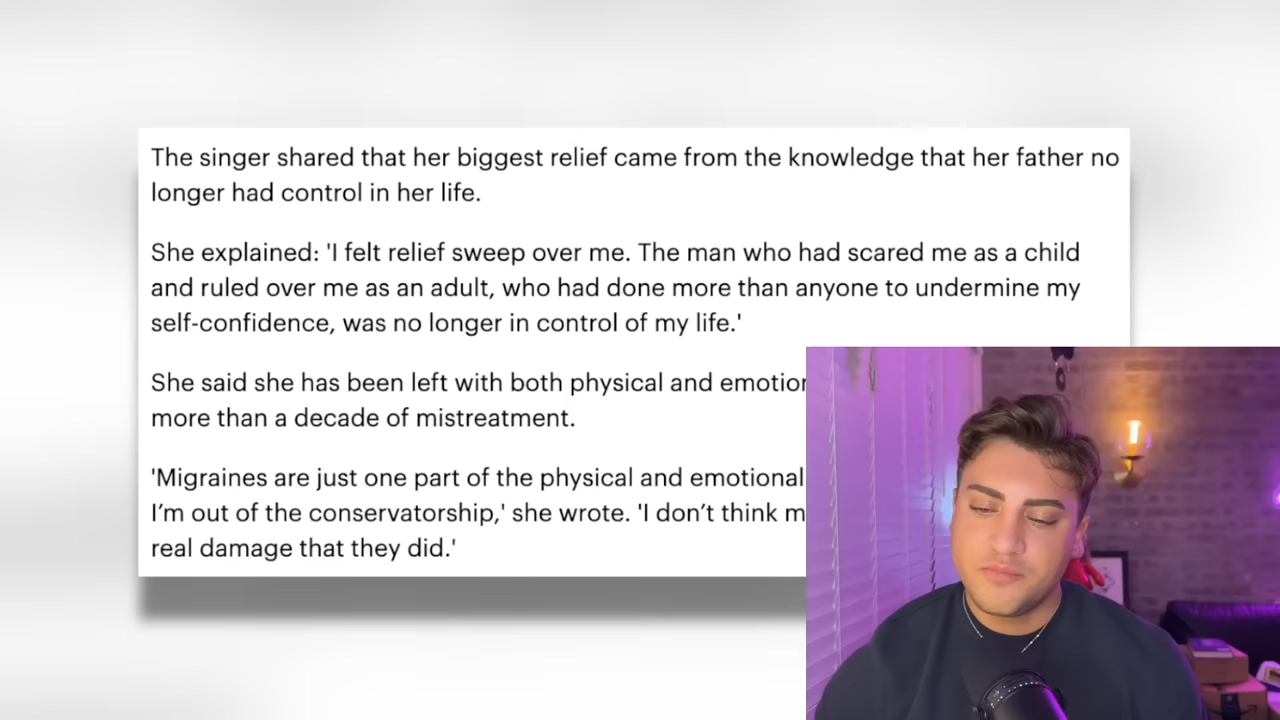 The singer shared that her biggest relief came from the knowledge that her father no
longer had control in her life.
She explained: 'I felt relief sweep over me. The man who had scared me as a child
and ruled over me as an adult, who had done more than anyone to undermine my
self-confidence, was no longer in control of my life.'
She said she has been left with both physical and emotion
more than a decade of mistreatment.
'Migraines are just one part of the physical and emotional
I'm out of the conservatorship,' she wrote. 'I don't think m
real damage that they did.'